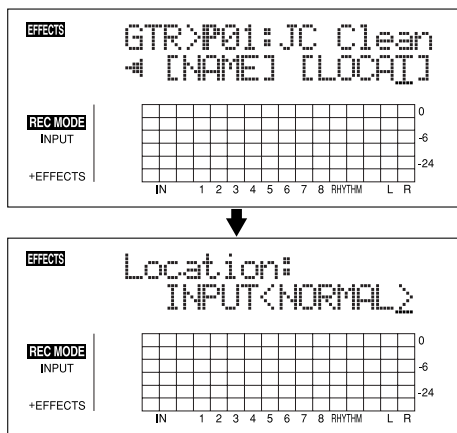 EFFECTS
GTR>P01:JC Clean
[NAME] [LOCAT]
REC MODE
INPUT
+EFFECTS
0
-6
-24
IN 1 2 3 4 5 6 7 8 RHYTHM L R
EFFECTS
Location:
INPUT<NORMAL>
REC MODE
INPUT
+EFFECTS
0
-6
-24
IN 1 2 3 4 5 6 7 8 RHYTHM L R